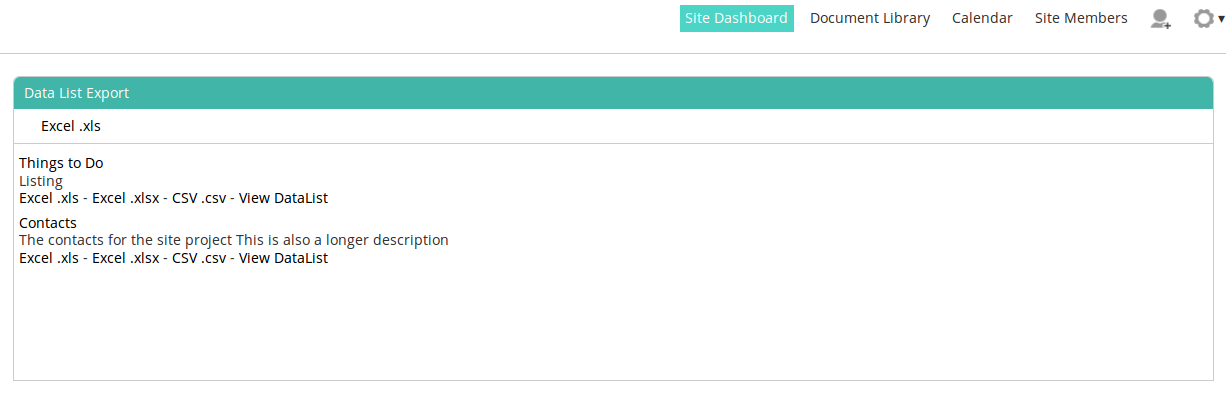 Site Dashboard Document Library Calendar Site Members
Data List Export
Excel .xls
Things to Do
Listing
Excel .xls - Excel .xlsx - CSV .csv - View DataList
Contacts
The contacts for the site project This is also a longer description
Excel .xls - Excel .xlsx - CSV .csv - View DataList